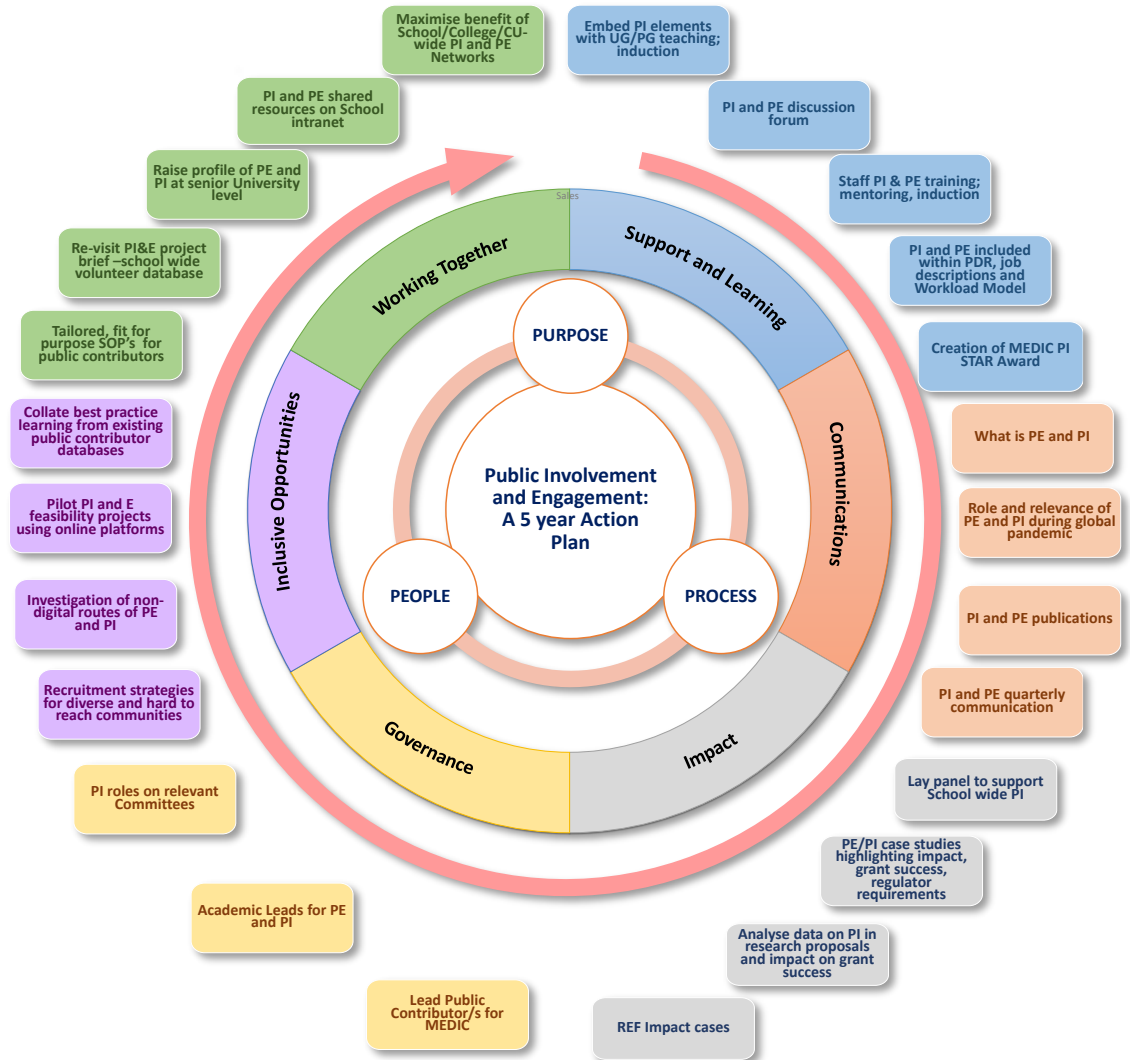 Maximise benefit of
School/College/CU-
wide PI and PE
Networks
Embed PI elements
with UG/PG teaching;
induction
PI and PE shared
resources on School
intranet
PI and PE discussion
forum
Raise profile of PE and
PI at senior University
level
Staff PI & PE training;
mentoring, induction
Re-visit PI&E project
brief –school wide
volunteer database
PI and PE included
within PDR, job
descriptions and
Workload Model
Tailored, fit for
purpose SOP's for
public contributors
Creation of MEDIC PI
STAR Award
Collate best practice
learning from existing
public contributor
databases
What is PE and PI
Pilot PI and E
feasibility projects
using online platforms
Role and relevance of
PE and PI during global
pandemic
Investigation of non-
digital routes of PE
and PI
PI and PE publications
Recruitment strategies
for diverse and hard to
reach communities
PI and PE quarterly
communication
PI roles on relevant
Committees
Lay panel to support
School wide PI
PE/PI case studies
highlighting impact,
grant success,
regulator
requirements
Academic Leads for PE
and PI
Analyse data on PI in
research proposals
and impact on grant
success
Lead Public
Contributor/s for
MEDIC
REF Impact cases
Sales
Working Together
Support and Learning
Inclusive Opportunities
Communications
Governance
Impact
PURPOSE
Public Involvement
and Engagement:
A 5 year Action
Plan
PEOPLE
PROCESS